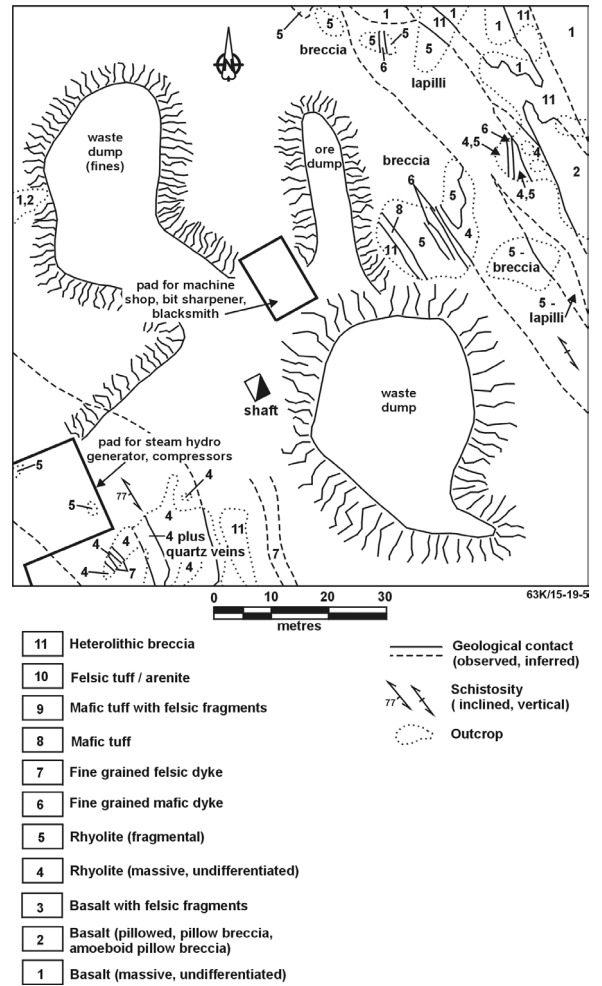 5
5
1
11
1
11
1
5
5
5
breccia
6
lapilli
1
11
N
waste
dump
(fines)
ore
dump
breccia
6
4,5
4
2
1,2
6
5
4,5
8
4
11
5
5 -
breccia
pad for machine
shop, bit sharpener,
blacksmith
5 -
lapilli
shaft
waste
dump
pad for steam hydro
generator, compressors
5
77
4
5
4
11
4
4 plus
quartz veins
4
7
4
7
63K/15-19-5
0 10 20 30
metres
11 Heterolithic breccia
10 Felsic tuff / arenite
9 Mafic tuff with felsic fragments
8 Mafic tuff
7 Fine grained felsic dyke
6 Fine grained mafic dyke
5 Rhyolite (fragmental)
4 Rhyolite (massive, undifferentiated)
3 Basalt with felsic fragments
2 Basalt (pillowed, pillow breccia,
amoeboid pillow breccia)
1 Basalt (massive, undifferentiated)
Geological contact
(observed, inferred)
77
Schistosity
( inclined, vertical)
Outcrop